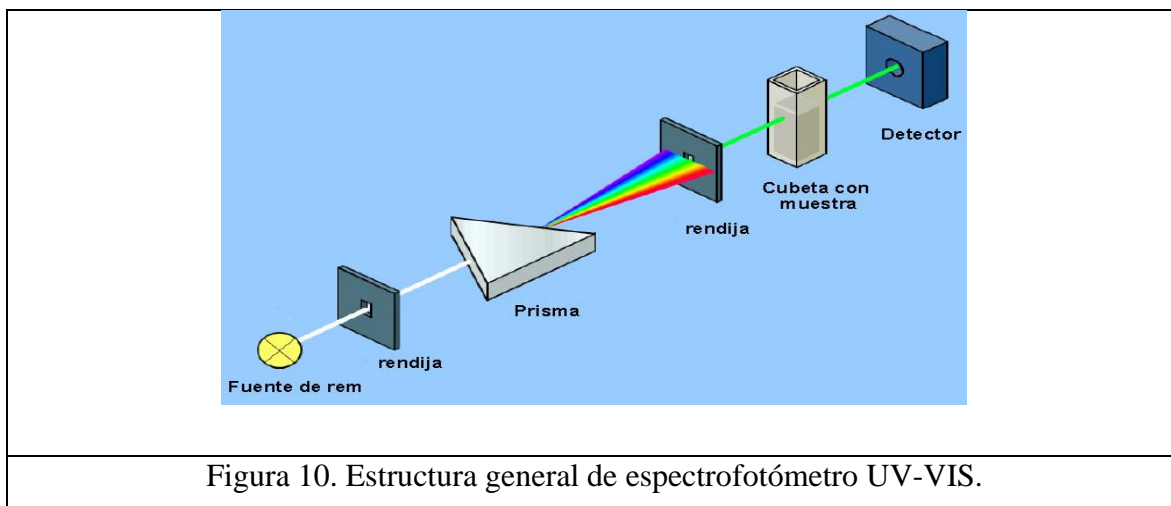 Detector
Cubeta con
muestra
rendija
Prisma
rendija
Fuente de rem
Figura 10. Estructura general de espectrofotómetro UV-VIS.